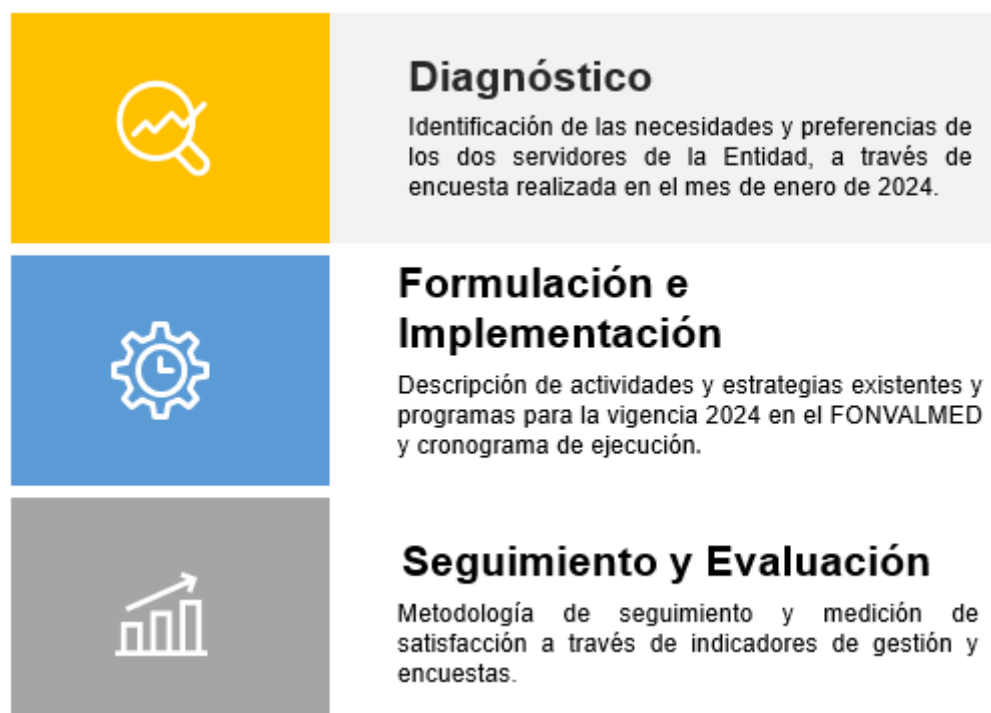 Diagnóstico
Identificación de las necesidades y preferencias de
los dos servidores de la Entidad, a través de
encuesta realizada en el mes de enero de 2024.
Formulación e
Implementación
Descripción de actividades y estrategias existentes y
programas para la vigencia 2024 en el FONVALMED
y cronograma de ejecución.
Seguimiento y Evaluación
Metodología de seguimiento y medición de
satisfacción a través de indicadores de gestión y
encuestas.